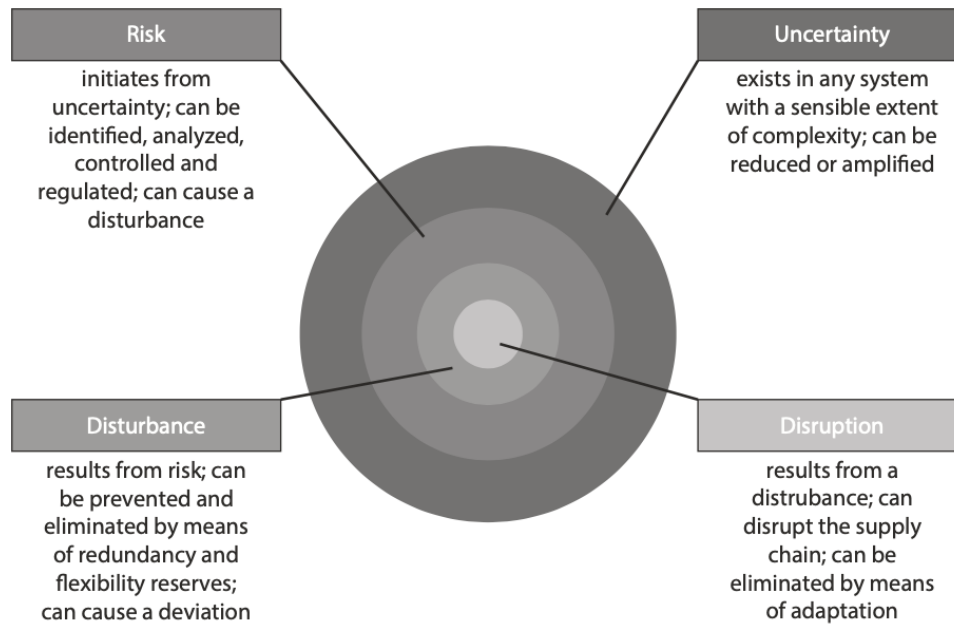 Risk
initiates from
uncertainty; can be
identified, analyzed,
controlled and
regulated; can cause a
disturbance
Uncertainty
exists in any system
with a sensible extent
of complexity; can be
reduced or amplified
Disturbance
results from risk; can
be prevented and
eliminated by means
of redundancy and
flexibility reserves;
can cause a deviation
Disruption
results from a
distrubance; can
disrupt the supply
chain; can be
eliminated by means
of adaptation